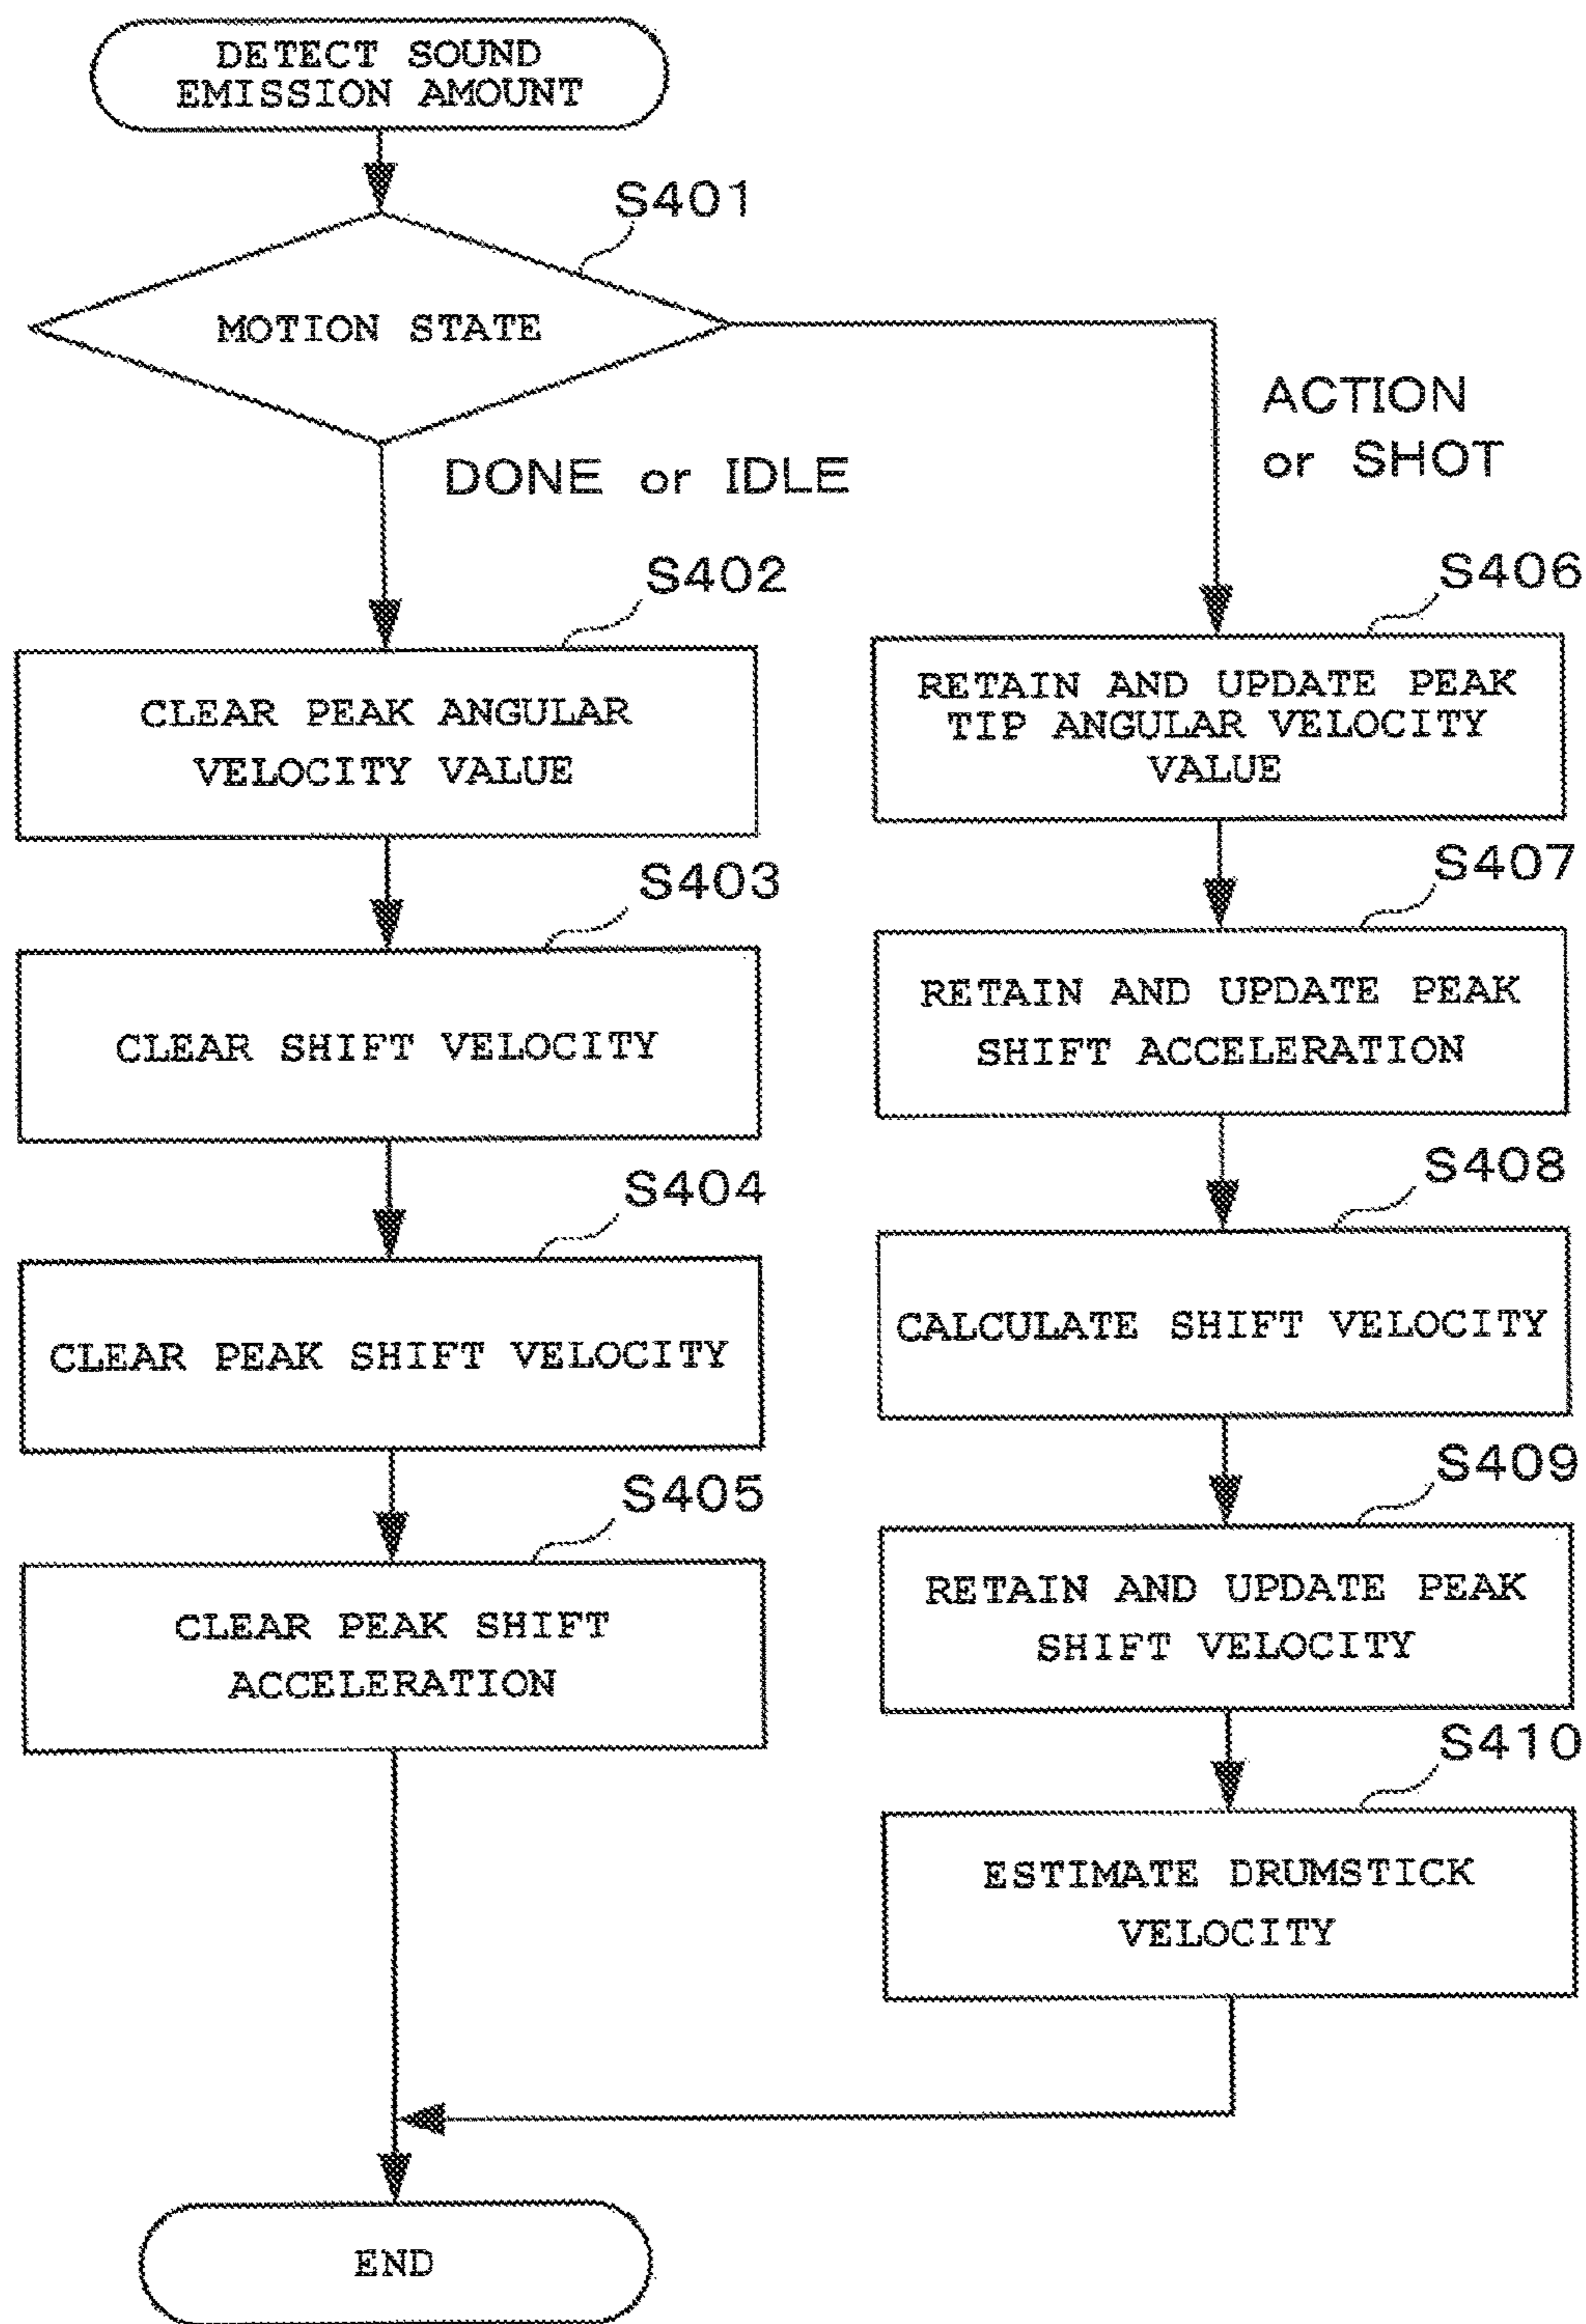 DETECT SOUND
EMISSION AMOUNT
S401
MOTION STATE
DONE or IDLE
ACTION
or SHOT
S402
CLEAR PEAK ANGULAR
VELOCITY VALUE
S403
CLEAR SHIFT VELOCITY
S404
CLEAR PEAK SHIFT VELOCITY
S405
CLEAR PEAK SHIFT
ACCELERATION
S406
RETAIN AND UPDATE PEAK
TIP ANGULAR VELOCITY
VALUE
S407
RETAIN AND UPDATE PEAK
SHIFT ACCELERATION
S408
CALCULATE SHIFT VELOCITY
S409
RETAIN AND UPDATE PEAK
SHIFT VELOCITY
S410
ESTIMATE DRUMSTICK
VELOCITY
END